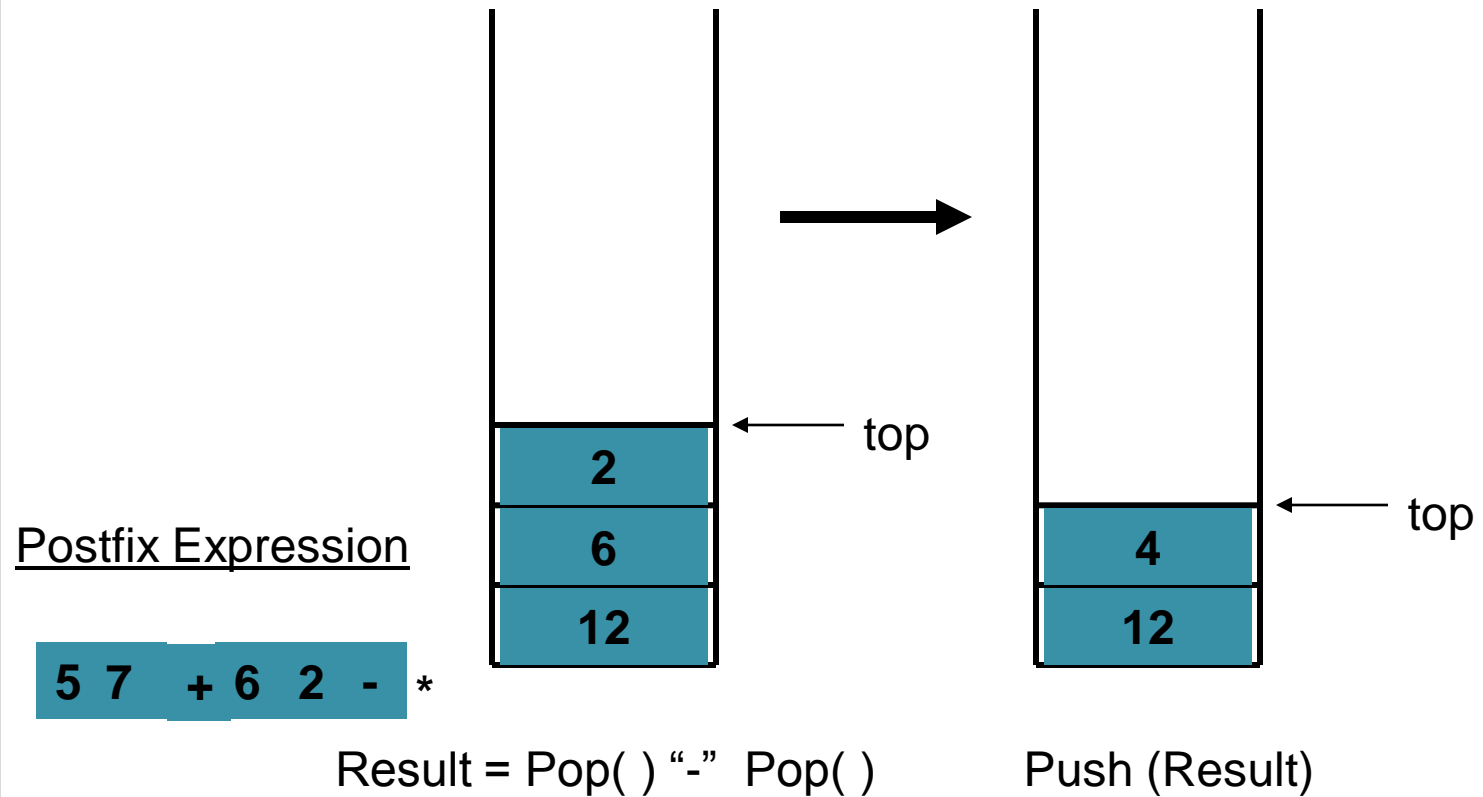 top
2
top
Postfix Expression
6
4
12
12
5 7 + 6 2 - *
Result = Pop( ) “-” Pop( )
Push (Result)